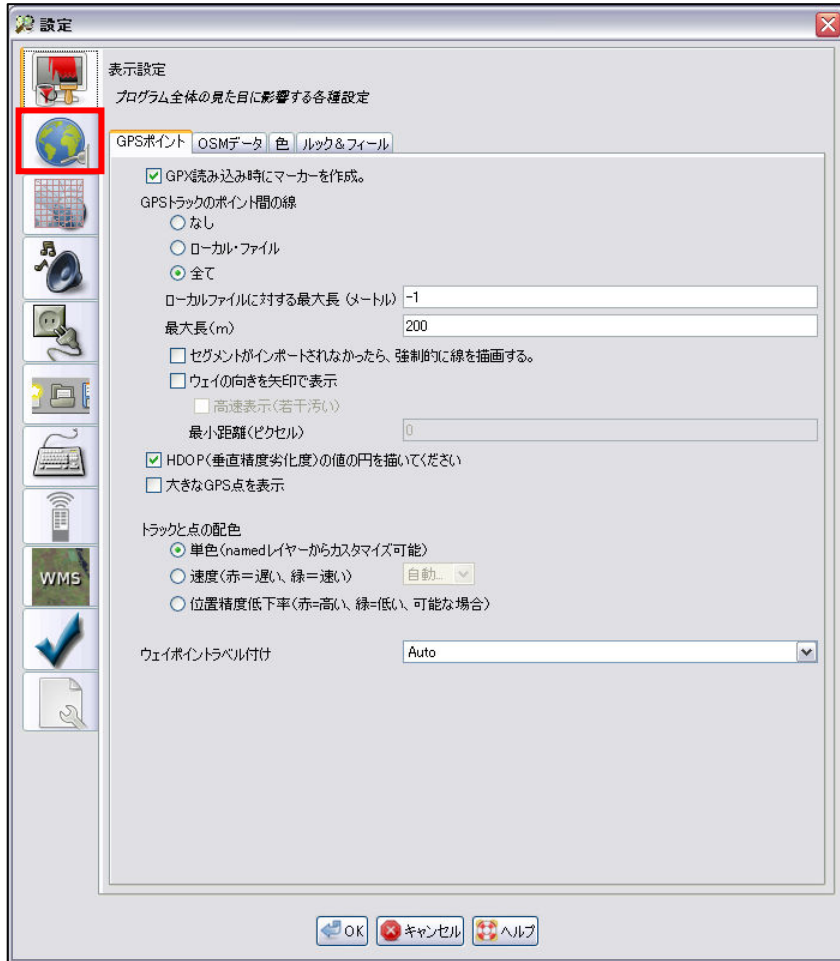 設定
表示設定
プログラム全体の見た目に影響する各種設定
GPSポイント OSMデータ 色 ルック&フィール
GPX読み込み時にマーカーを作成。
GPSトラックのポイント間の線
なし
ローカル・ファイル
全て
ローカルファイルに対する最大長 (メートル) -1
最大長(m) 200
セグメントがインポートされなかったら、強制的に線を描画する。
ウェイの向きを矢印で表示
高速表示(若干汚い)
最小距離(ピクセル) 0
HDOP(垂直精度劣化度)の値の円を描いてください
大きなGPS点を表示
トラックと点の配色
単色(namedレイヤーからカスタマイズ可能)
速度(赤=遅い、緑=速い) 自動...
位置精度低下率(赤=高い、緑=低い、可能な場合)
WMS
ウェイポイントラベル付け Auto
OK キャンセル ヘルプ